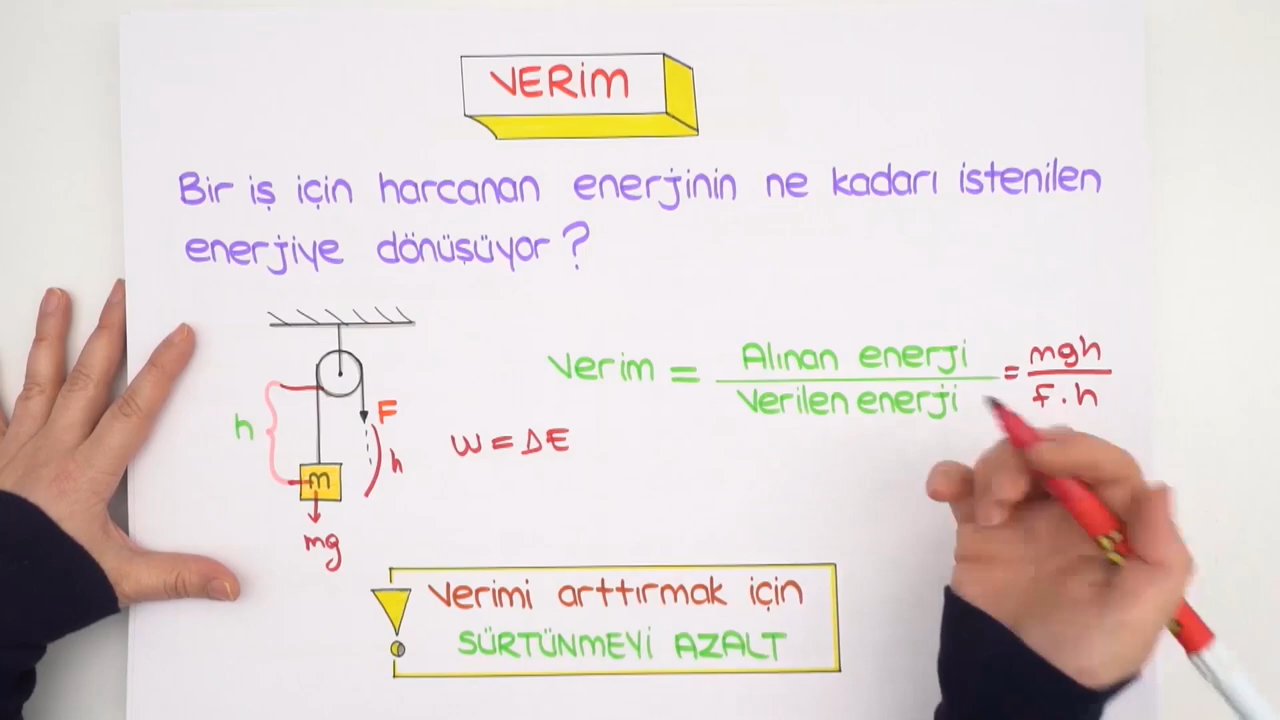 VERİM
Bir iş için harcanan enerjinin ne kadarı istenilen
enerjiye dönüşüyor?
Verim = Alınan enerji / Verilen enerji = mgh / F.h
h
F
h
W = ΔE
m
mg
Verimi arttırmak için
SÜRTÜNMEYİ AZALT